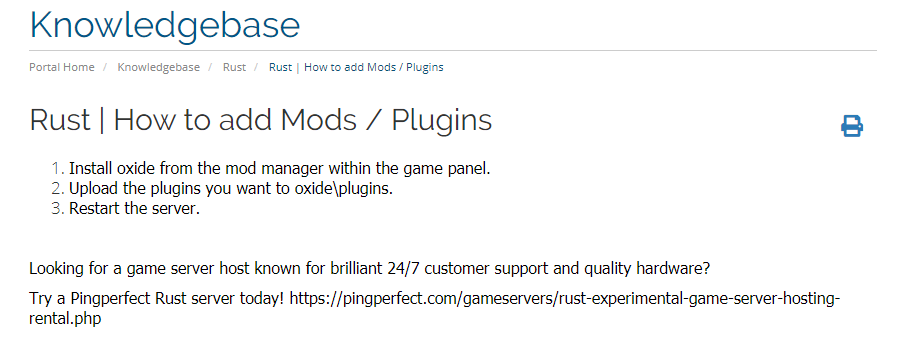 Knowledgebase
Portal Home / Knowledgebase / Rust / Rust | How to add Mods / Plugins
Rust | How to add Mods / Plugins
1. Install oxide from the mod manager within the game panel.
2. Upload the plugins you want to oxide\plugins.
3. Restart the server.
Looking for a game server host known for brilliant 24/7 customer support and quality hardware?
Try a Pingperfect Rust server today! https://pingperfect.com/gameservers/rust-experimental-game-server-hosting-
rental.php